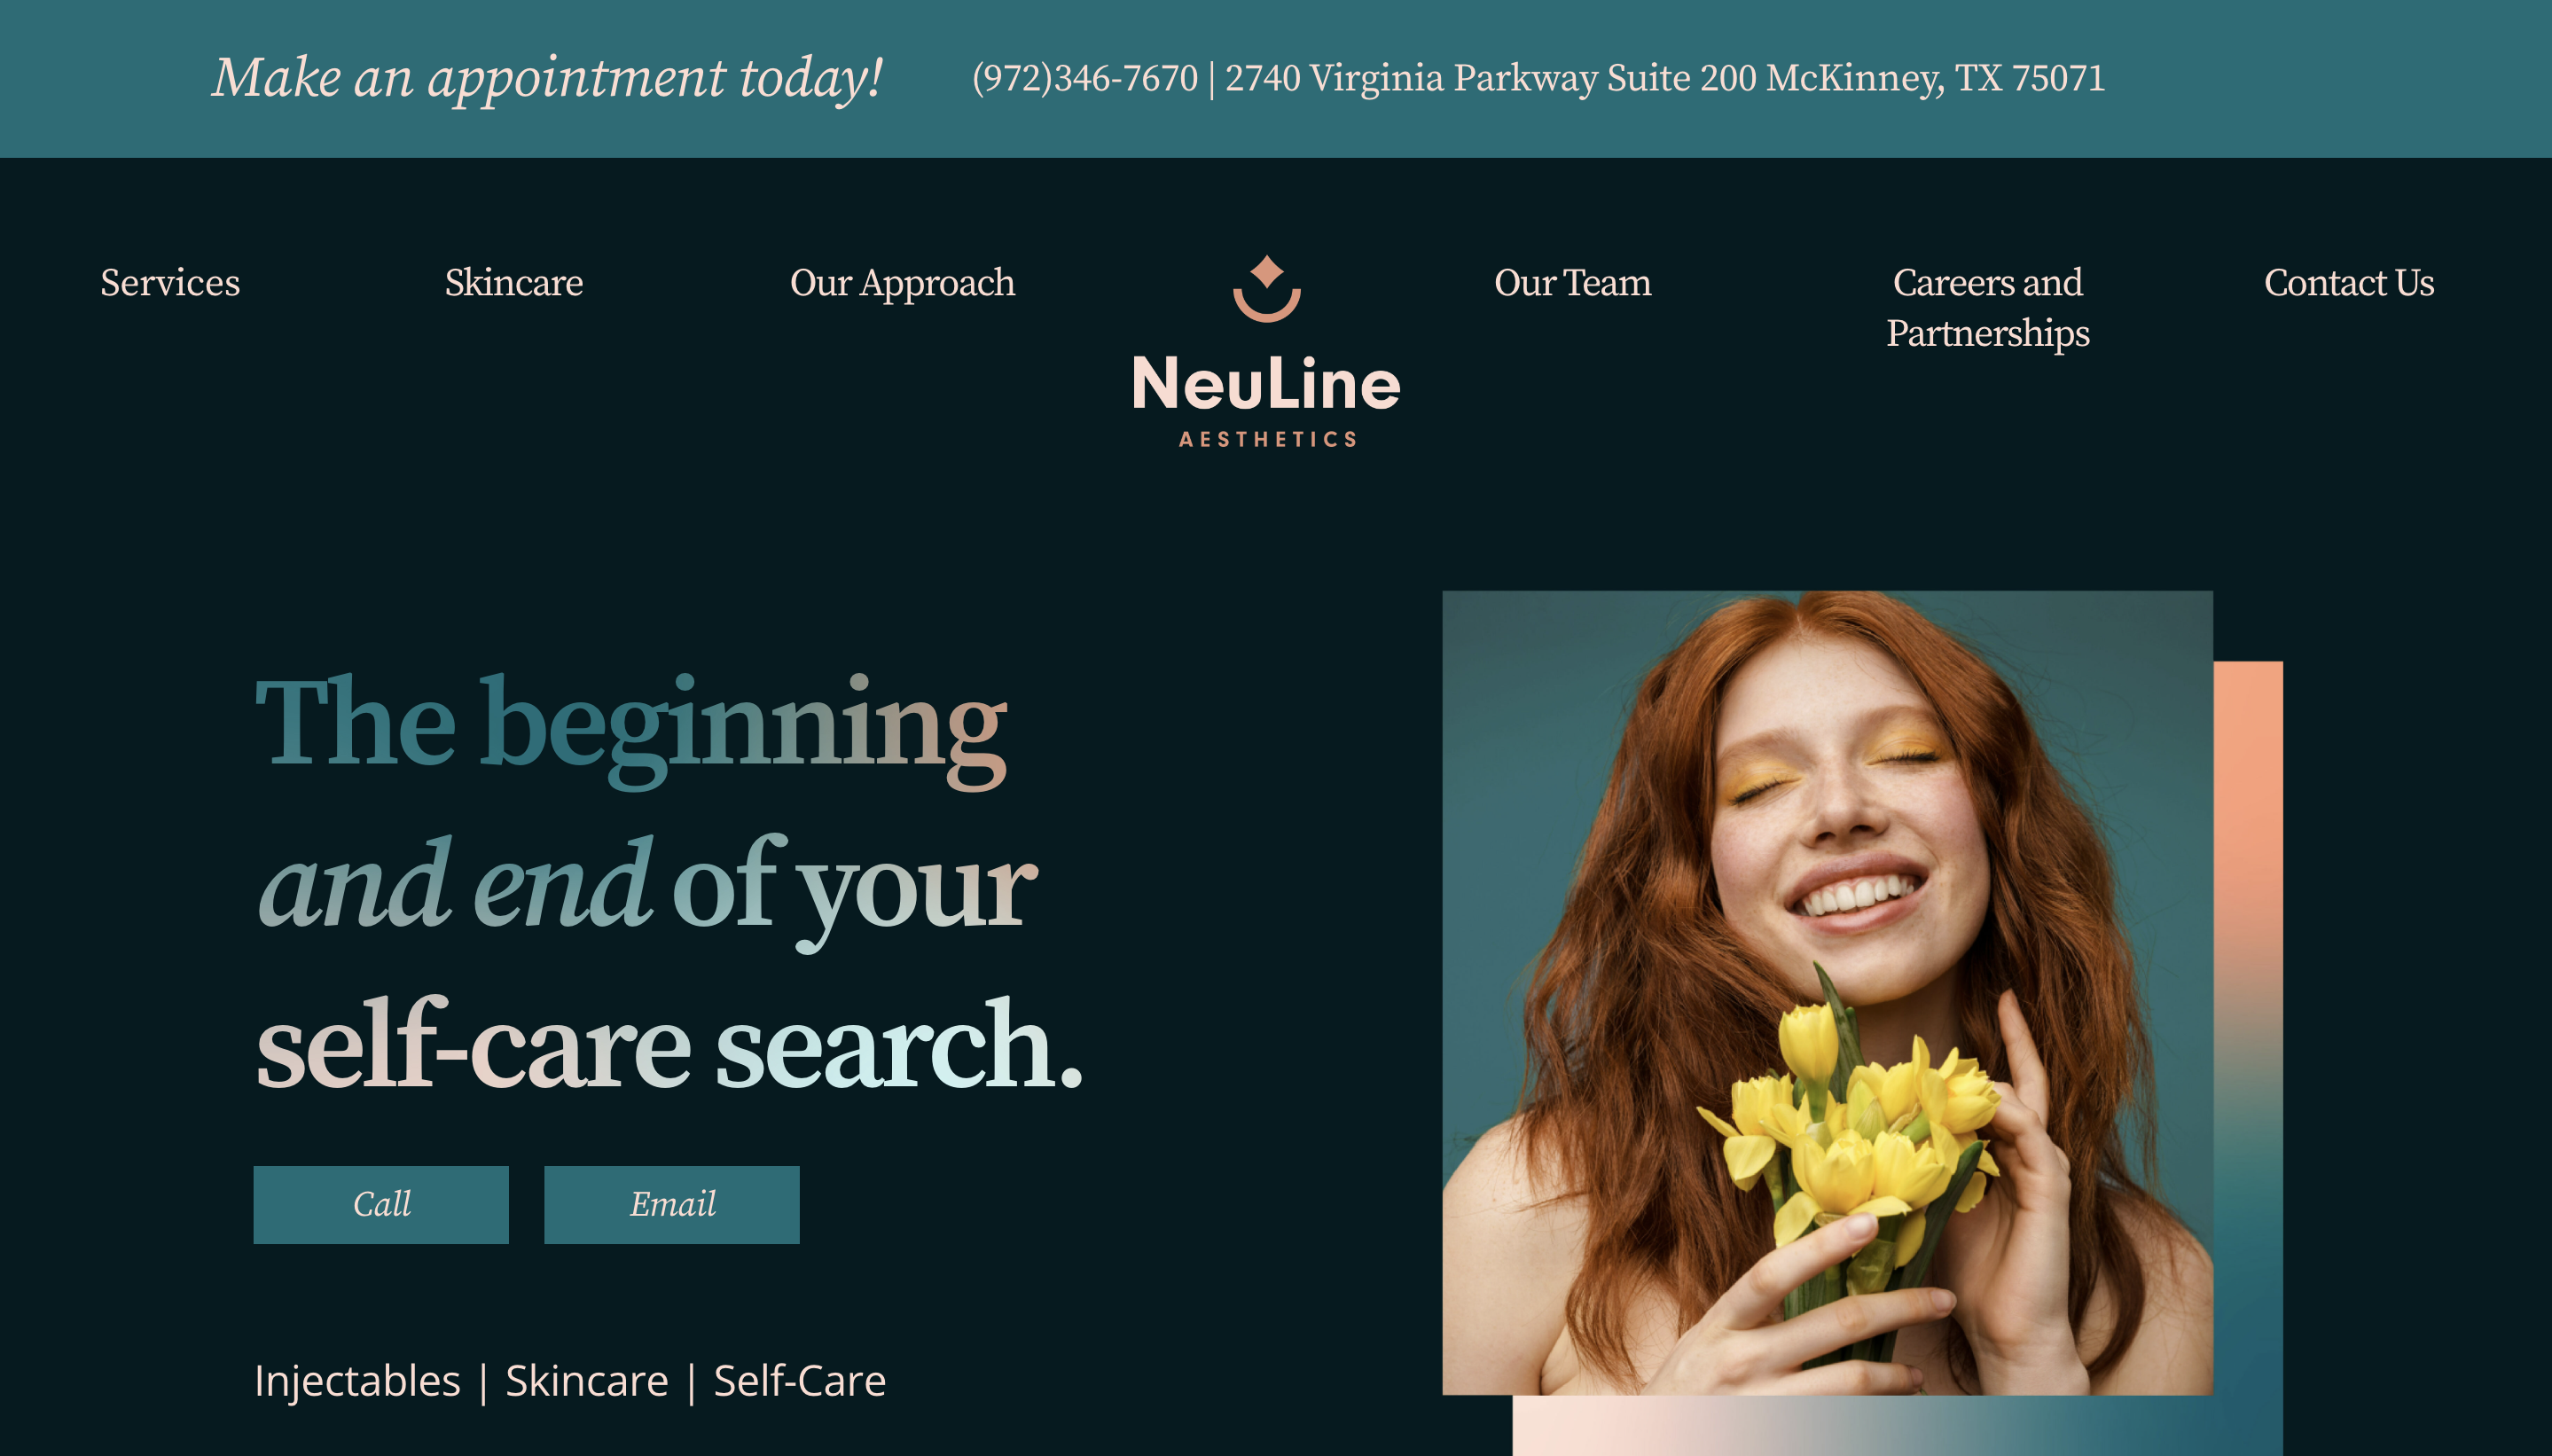 Make an appointment today!
(972)346-7670 | 2740 Virginia Parkway Suite 200 McKinney, TX 75071
Services
Skincare
Our Approach
NeuLine
AESTHETICS
Our Team
Careers and
Partnerships
Contact Us
The beginning
and end of your
self-care search.
Call
Email
Injectables | Skincare | Self-Care